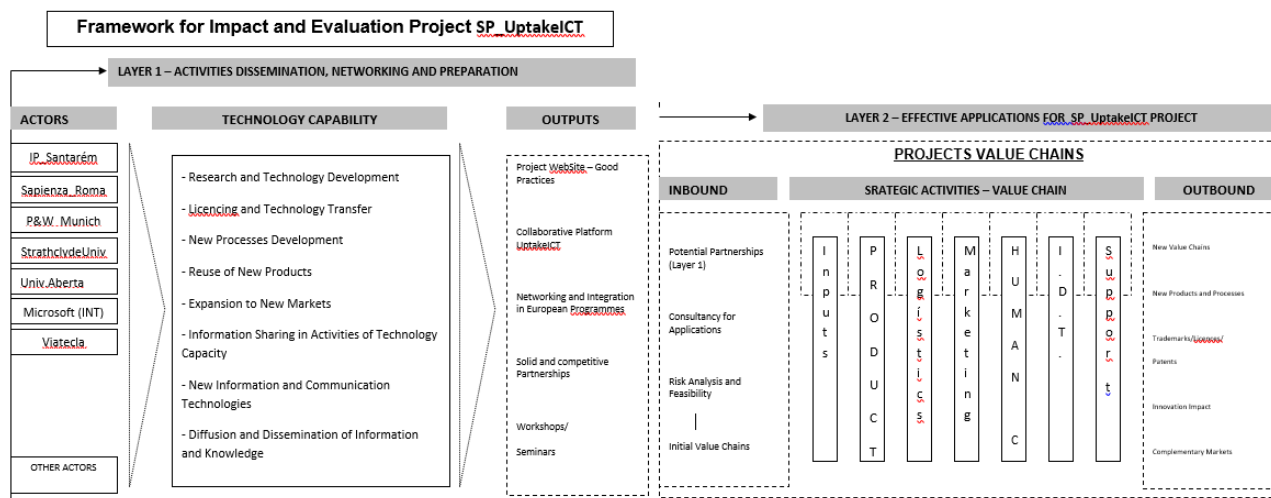 Framework for Impact and Evaluation Project SP_UptakeICT
LAYER 1 – ACTIVITIES DISSEMINATION, NETWORKING AND PREPARATION
ACTORS
IP_Santarém
Sapienza_Roma
P&W_Munich
StrathclydeUniv
Univ.Aberta
Microsoft (INT)
Viatecla
OTHER ACTORS
TECHNOLOGY CAPABILITY
- Research and Technology Development
- Licencing and Technology Transfer
- New Processes Development
- Reuse of New Products
- Expansion to New Markets
- Information Sharing in Activities of Technology
Capacity
- New Information and Communication
Technologies
- Diffusion and Dissemination of Information
and Knowledge
OUTPUTS
Project WebSite – Good
Practices
Collaborative Platform
UptakeICT
Networking and Integration
in European Programmes
Solid and competitive
Partnerships
Workshops/
Seminars
LAYER 2 – EFFECTIVE APPLICATIONS FOR SP_UptakeICT PROJECT
PROJECTS VALUE CHAINS
INBOUND
Potential Partnerships
(Layer 1)
Consultancy for
Applications
Risk Analysis and
Feasibility
Initial Value Chains
SRATEGIC ACTIVITIES – VALUE CHAIN
Inputs
PRODUCT
Logístics
Marketing
HUMAN C
I.D.T.
Support
OUTBOUND
New Value Chains
New Products and Processes
Trademarks/Licences/
Patents
Innovation Impact
Complementary Markets